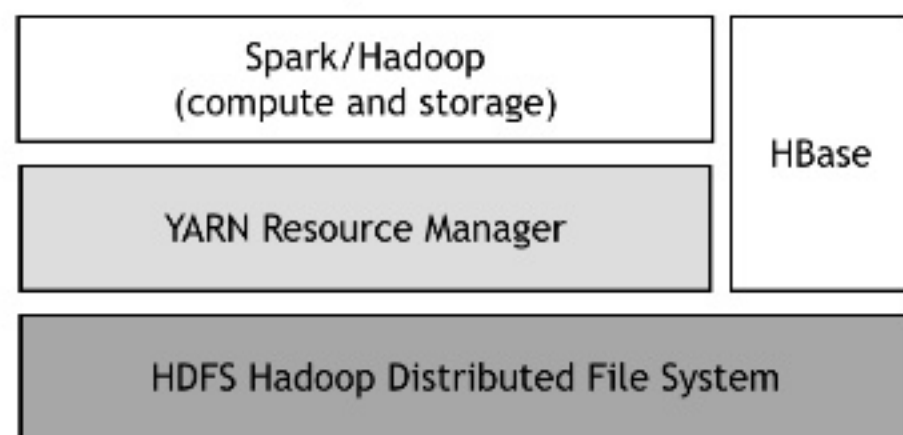 Spark/Hadoop
(compute and storage)
HBase
YARN Resource Manager
HDFS Hadoop Distributed File System